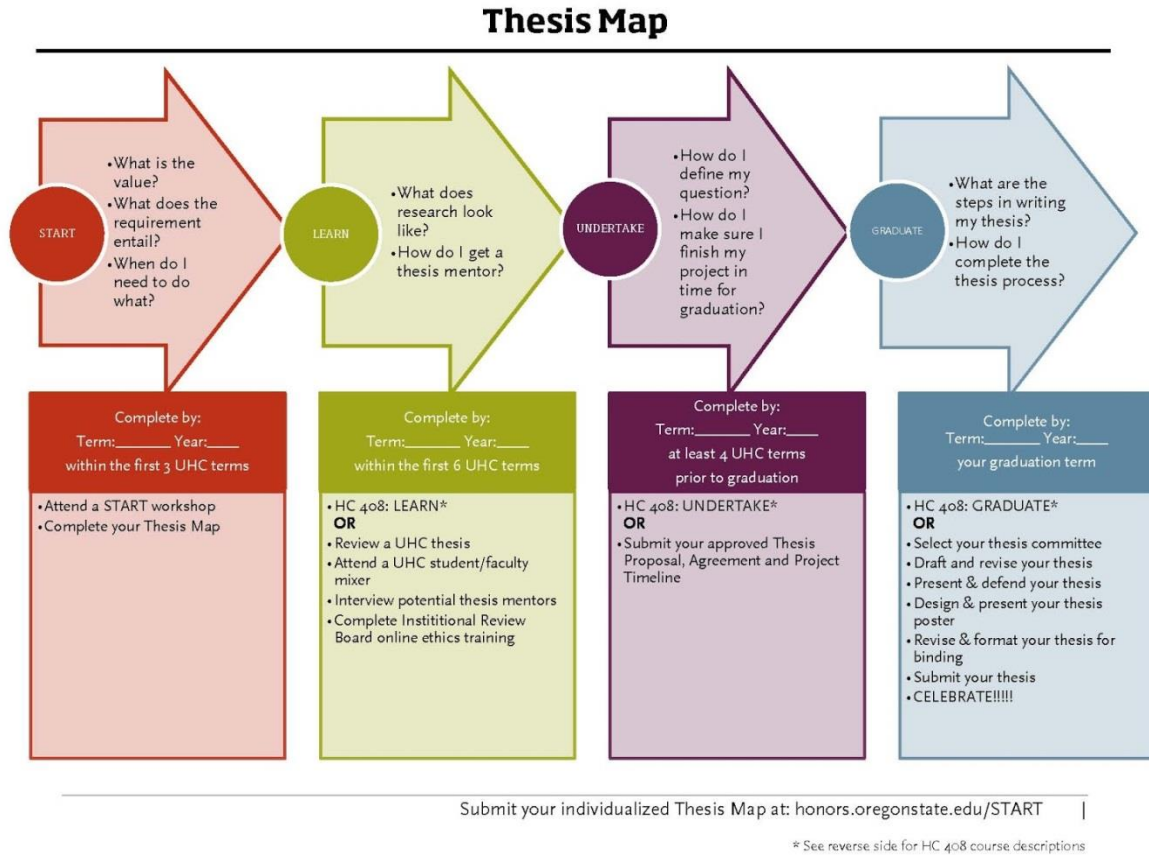 Thesis Map
START
•What is the
value?
•What does the
requirement
entail?
•When do I
need to do
what?
LEARN
•What does
research look
like?
•How do I get a
thesis mentor?
UNDERTAKE
•How do I
define my
question?
•How do I
make sure I
finish my
project in
time for
graduation?
GRADUATE
•What are the
steps in writing
my thesis?
•How do I
complete the
thesis process?
Complete by:
Term:_______ Year:____
within the first 3 UHC terms
•Attend a START workshop
•Complete your Thesis Map
Complete by:
Term:_______ Year:____
within the first 6 UHC terms
•HC 408: LEARN*
OR
•Review a UHC thesis
•Attend a UHC student/faculty
mixer
•Interview potential thesis mentors
•Complete Instititional Review
Board online ethics training
Complete by:
Term:_______ Year:____
at least 4 UHC terms
prior to graduation
•HC 408: UNDERTAKE*
OR
•Submit your approved Thesis
Proposal, Agreement and Project
Timeline
Complete by:
Term:_______ Year:____
your graduation term
•HC 408: GRADUATE*
OR
•Select your thesis committee
•Draft and revise your thesis
•Present & defend your thesis
•Design & present your thesis
poster
•Revise & format your thesis for
binding
•Submit your thesis
•CELEBRATE!!!!!
Submit your individualized Thesis Map at: honors.oregonstate.edu/START |
* See reverse side for HC 408 course descriptions